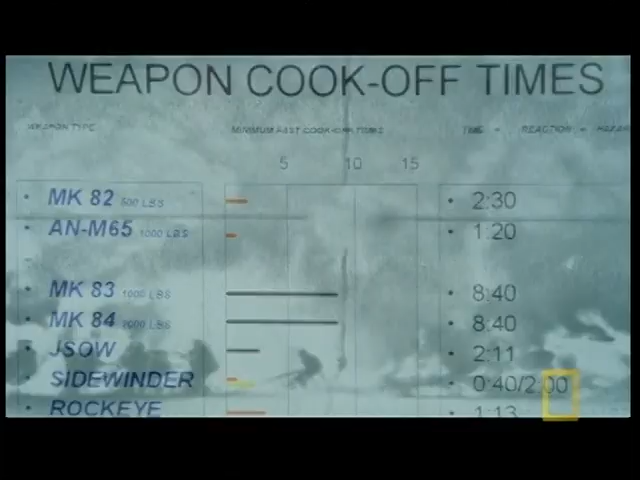 WEAPON COOK-OFF TIMES
WEAPON TYPE MINIMUM FAST COOK-OFF TIMES TIME - REACTION -
5 10 15
• MK 82 500 LBS • 2:30
• AN-M65 1000 LBS • 1:20
• MK 83 1000 LBS • 8:40
• MK 84 2000 LBS • 8:40
• JSOW • 2:11
• SIDEWINDER • 0:40/2:00
• ROCKEYE • 1:13